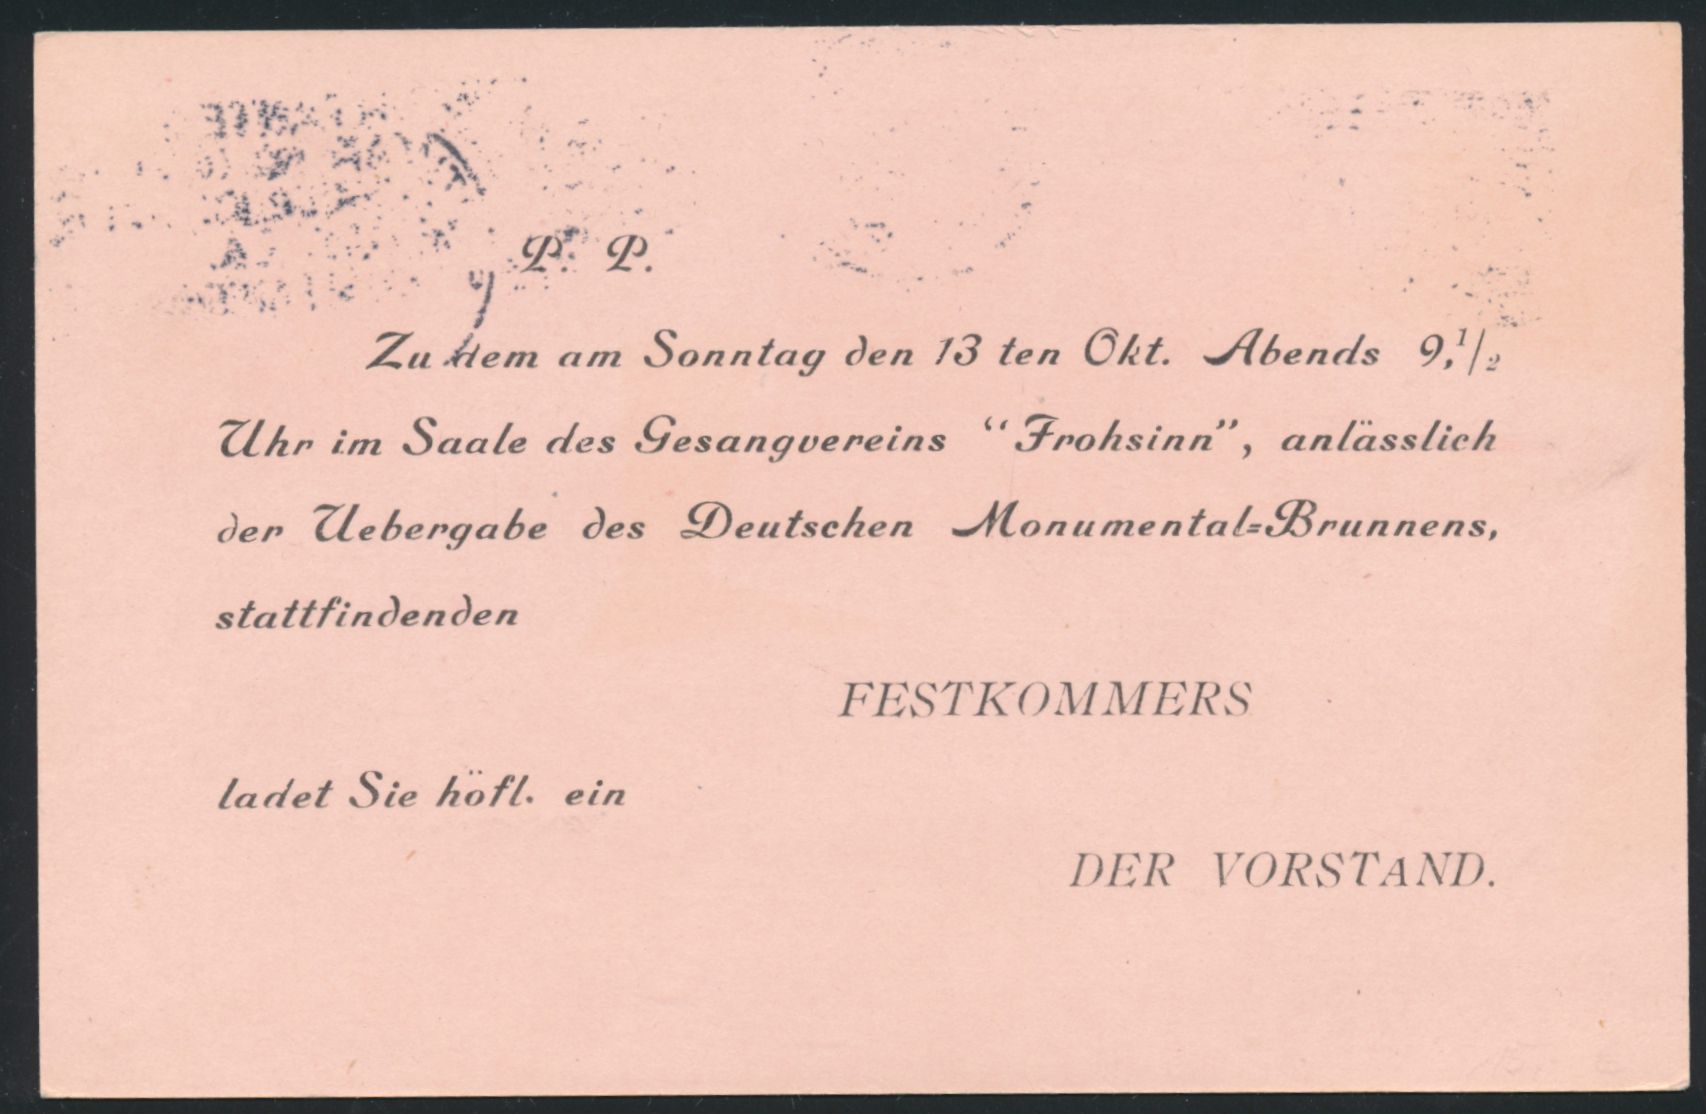 P. P.
Zu dem am Sonntag den 13 ten Okt. Abends 9,1/2
Uhr im Saale des Gesangvereins “Frohsinn”, anlässlich
der Uebergabe des Deutschen Monumental=Brunnens,
stattfindenden
FESTKOMMERS
ladet Sie höfl. ein
DER VORSTAND.